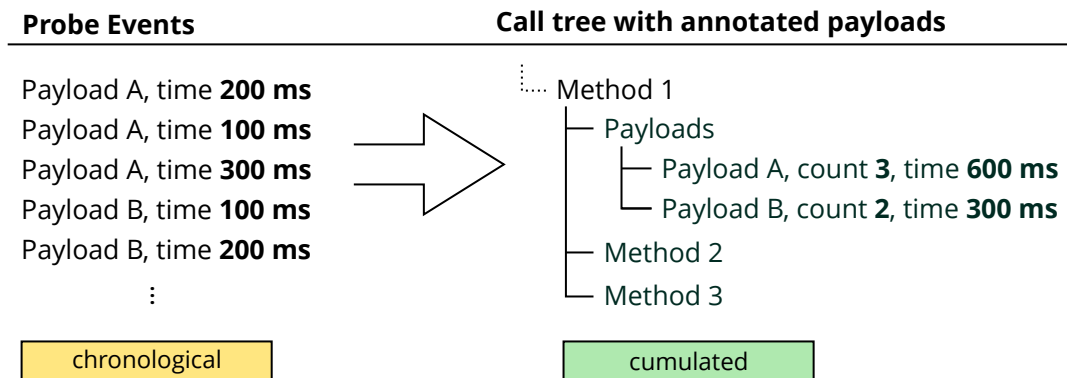 Probe Events
Call tree with annotated payloads
Payload A, time 200 ms
Payload A, time 100 ms
Payload A, time 300 ms
Payload B, time 100 ms
Payload B, time 200 ms
Method 1
Payloads
Payload A, count 3, time 600 ms
Payload B, count 2, time 300 ms
Method 2
Method 3
chronological
cumulated